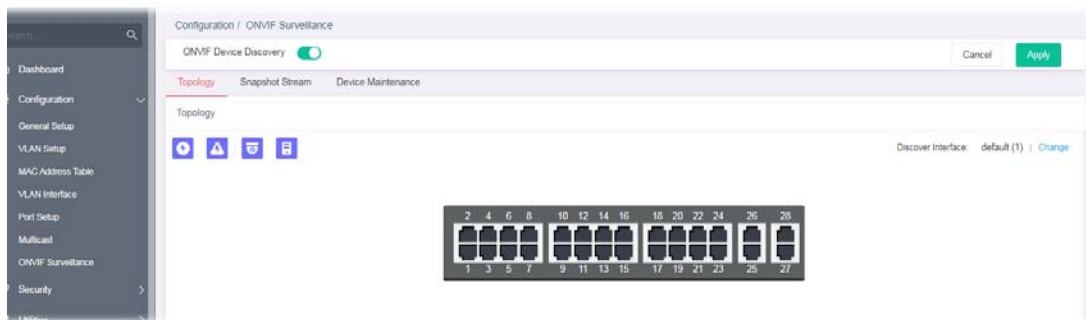 Configuration / ONVIF Surveillance
ONVIF Device Discovery
Cancel
Apply
Dashboard
Configuration
General Setup
VLAN Setup
MAC Address Table
VLAN Interface
Port Setup
Multicast
ONVIF Surveillance
Security
Topology Snapshot Stream Device Maintenance
Topology
Discover Interface: default (1) | Change
2 4 6 8 10 12 14 16 18 20 22 24 26 28
1 3 5 7 9 11 13 15 17 19 21 23 25 27